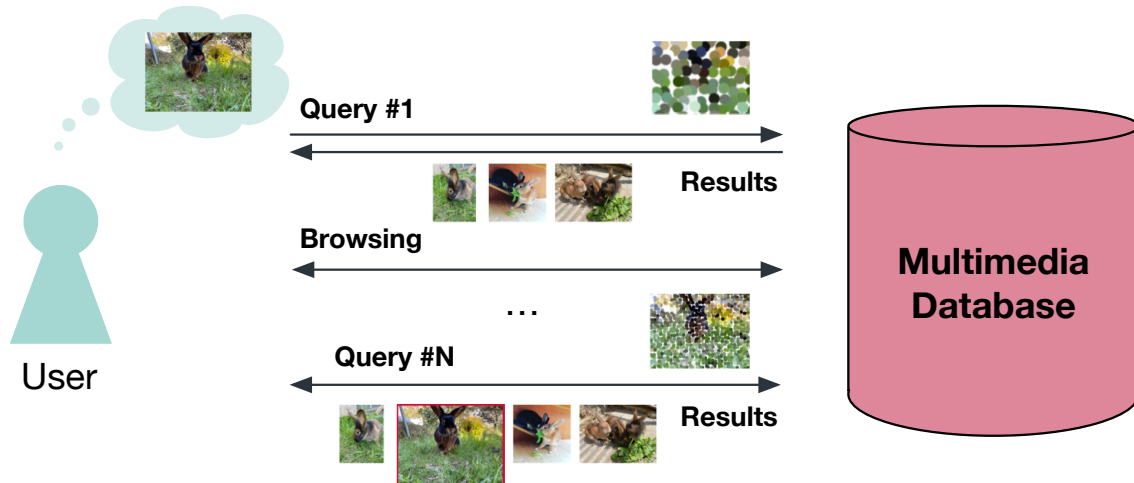 Query #1
Results
Browsing
...
Query #N
Results
User
Multimedia
Database